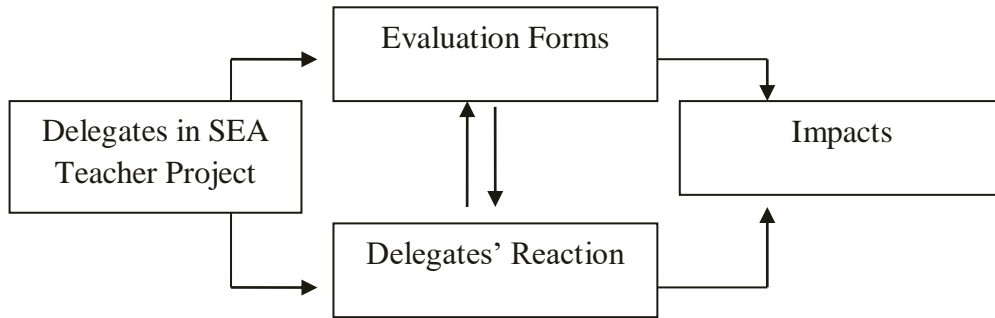 Evaluation Forms
Delegates in SEA
Teacher Project
Impacts
Delegates’ Reaction